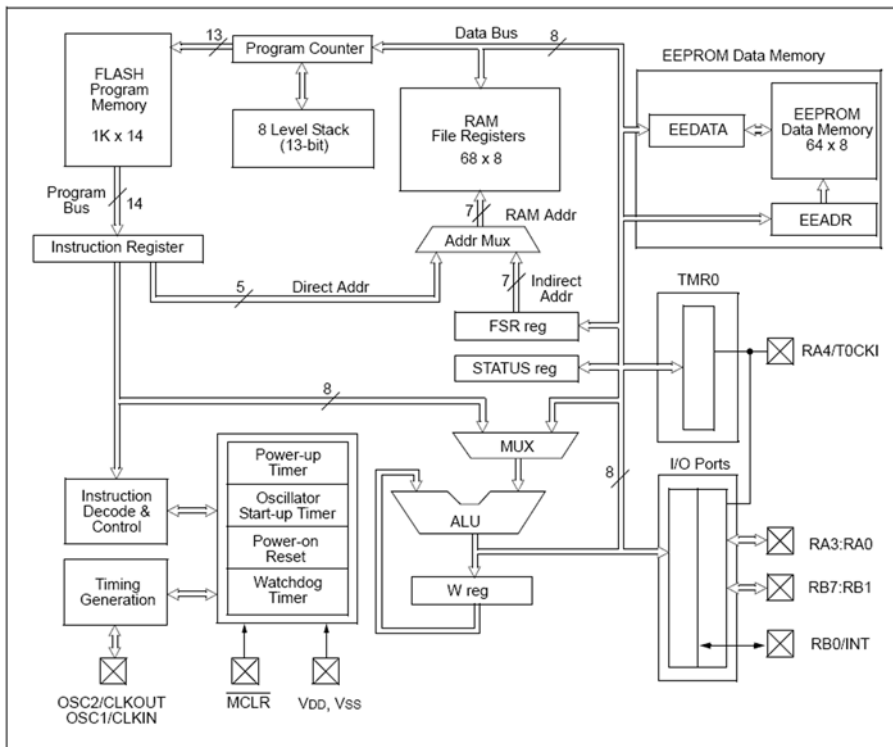 13
Program Counter
Data Bus
8
EEPROM Data Memory
FLASH
Program
Memory
1K x 14
8 Level Stack
(13-bit)
RAM
File Registers
68 x 8
EEDATA
EEPROM
Data Memory
64 x 8
EEADR
Program
Bus
14
7
RAM Addr
Instruction Register
Addr Mux
5
Direct Addr
7
Indirect
Addr
TMR0
FSR reg
RA4/T0CKI
STATUS reg
8
MUX
Power-up
Timer
8
I/O Ports
Instruction
Decode &
Control
Oscillator
Start-up Timer
ALU
Power-on
Reset
RA3:RA0
Timing
Generation
Watchdog
Timer
W reg
RB7:RB1
RB0/INT
OSC2/CLKOUT
OSC1/CLKIN
MCLR
VDD, VSS